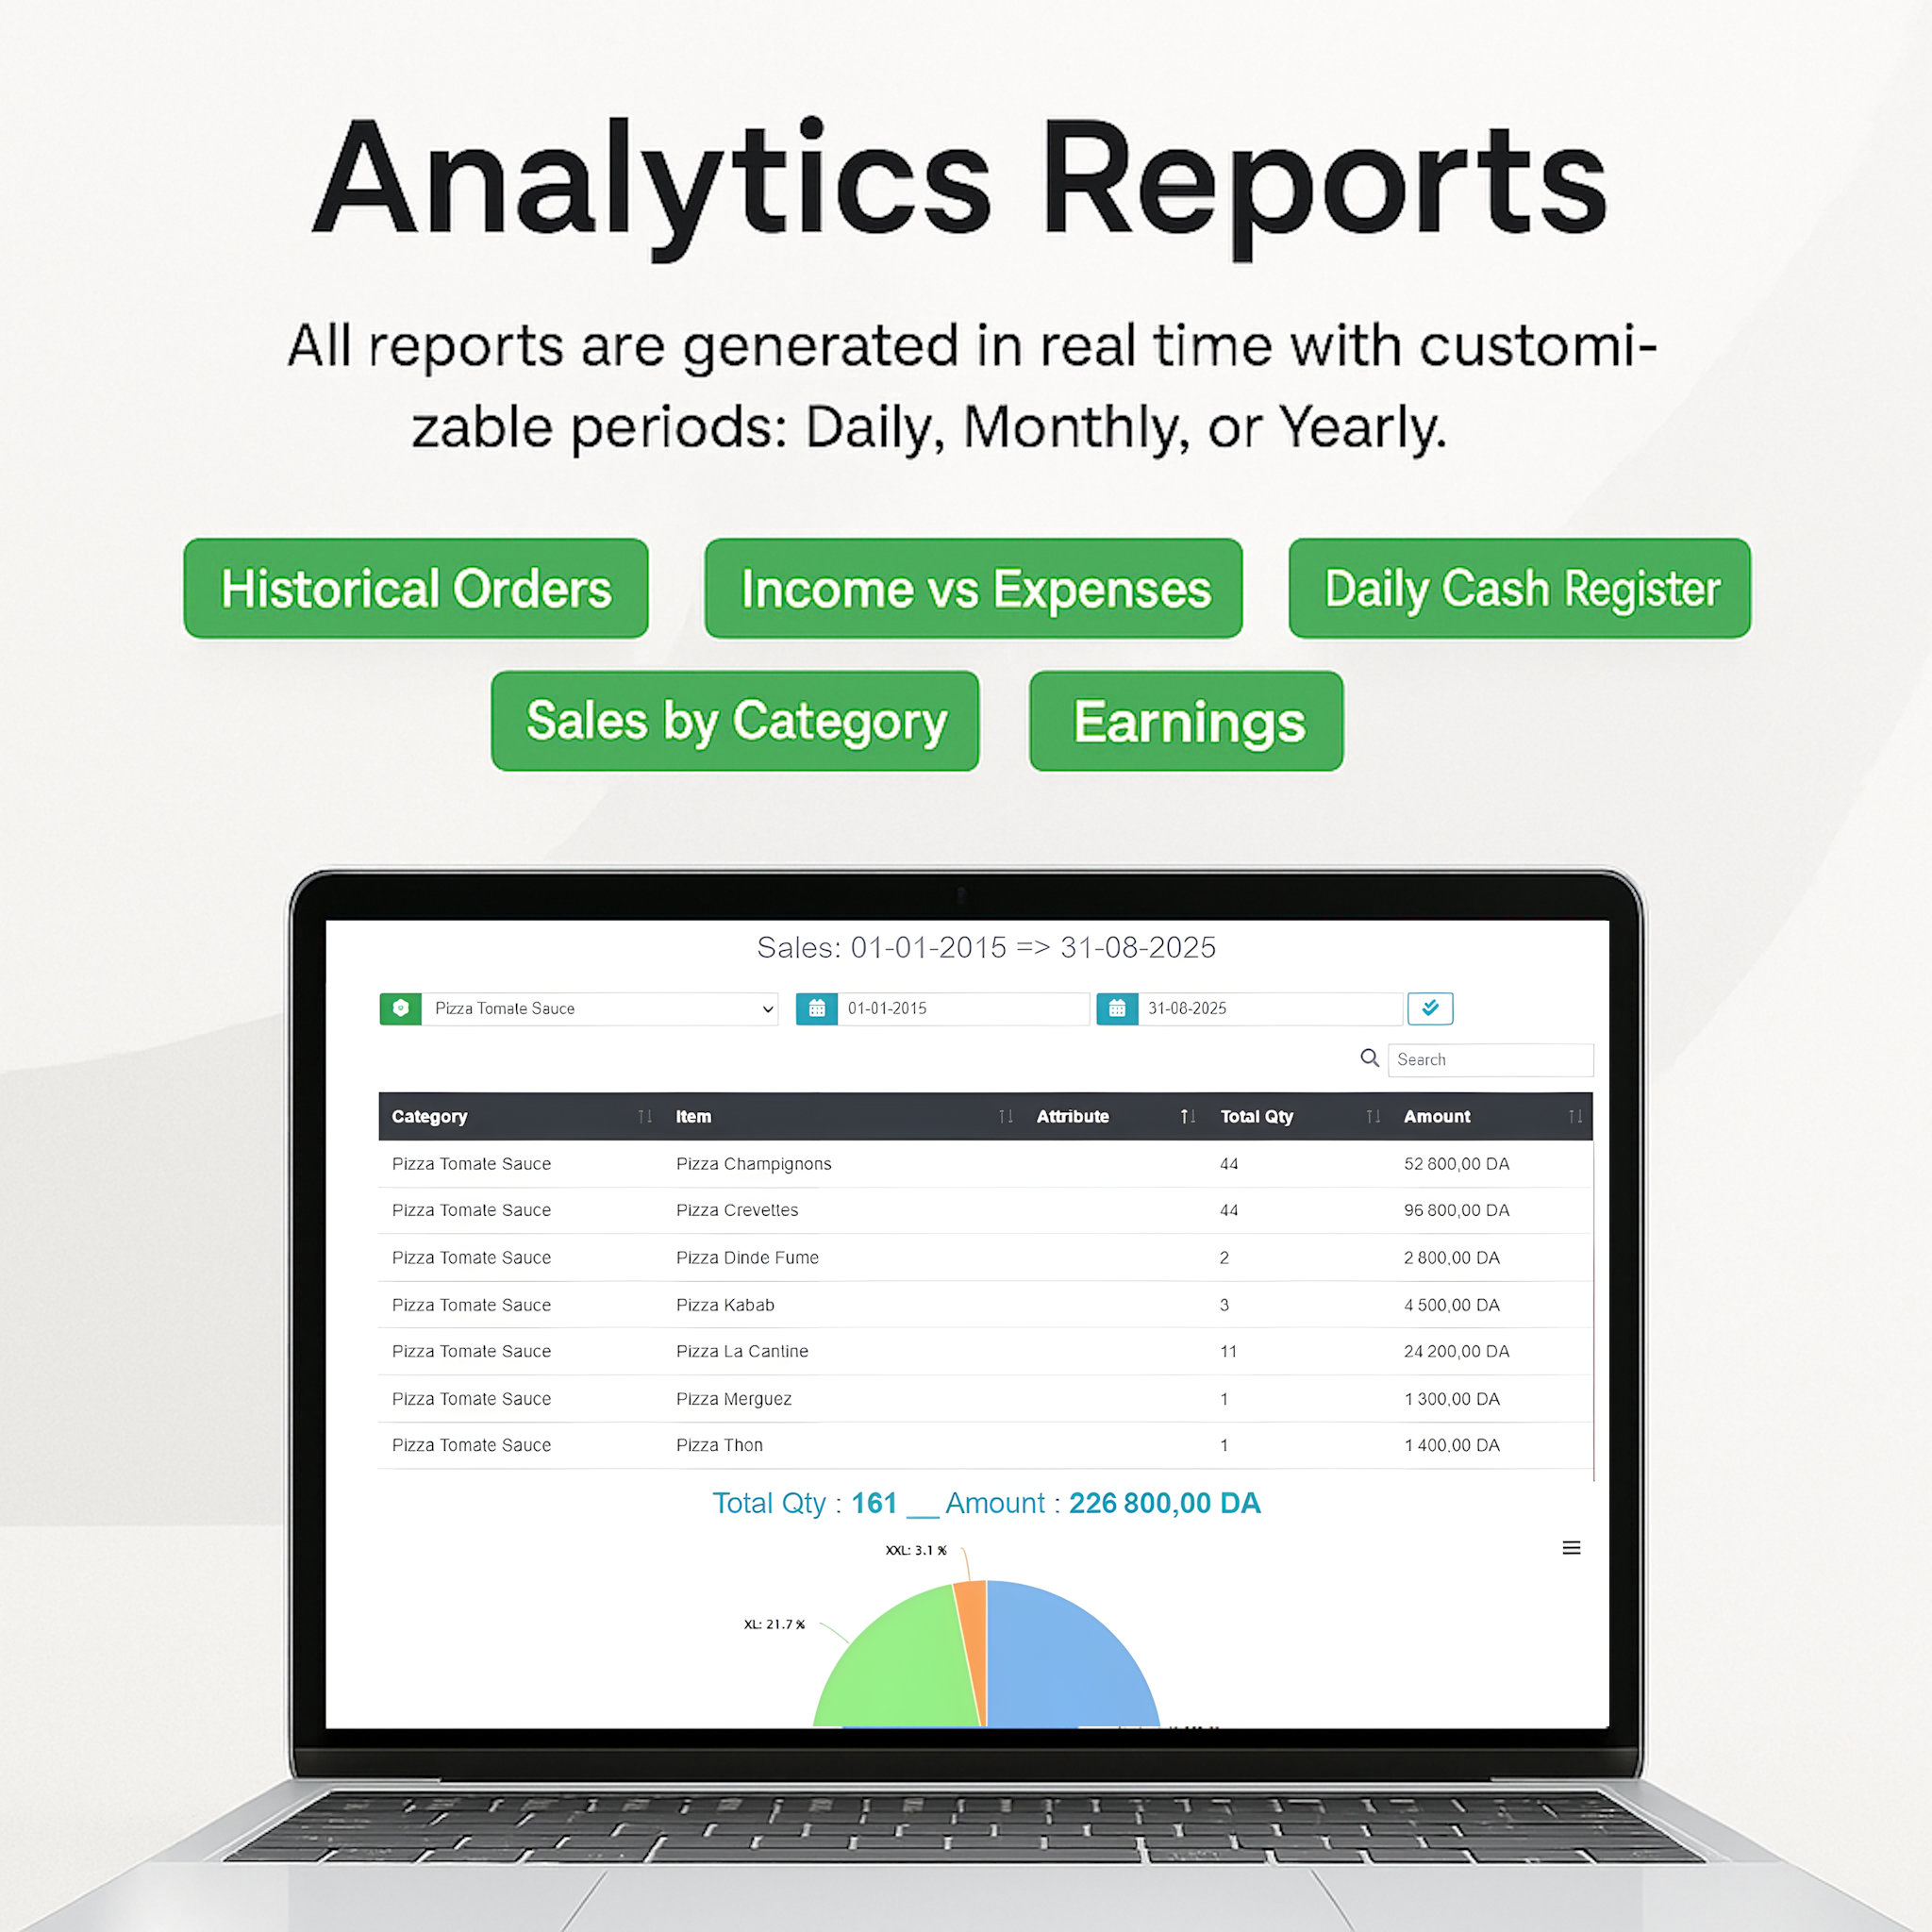 Analytics Reports
All reports are generated in real time with customi-
zable periods: Daily, Monthly, or Yearly.
Historical Orders Income vs Expenses Daily Cash Register
Sales by Category Earnings
Sales: 01-01-2015 => 31-08-2025
Pizza Tomate Sauce 01-01-2015 31-08-2025
Search
Category Item Attribute Total Qty Amount
Pizza Tomate Sauce Pizza Champignons 44 52 800,00 DA
Pizza Tomate Sauce Pizza Crevettes 44 96 800,00 DA
Pizza Tomate Sauce Pizza Dinde Fume 2 2 800,00 DA
Pizza Tomate Sauce Pizza Kabab 3 4 500,00 DA
Pizza Tomate Sauce Pizza La Cantine 11 24 200,00 DA
Pizza Tomate Sauce Pizza Merguez 1 1 300,00 DA
Pizza Tomate Sauce Pizza Thon 1 1 400,00 DA
Total Qty : 161 __ Amount : 226 800,00 DA
XXL: 3.1 %
XL: 21.7 %